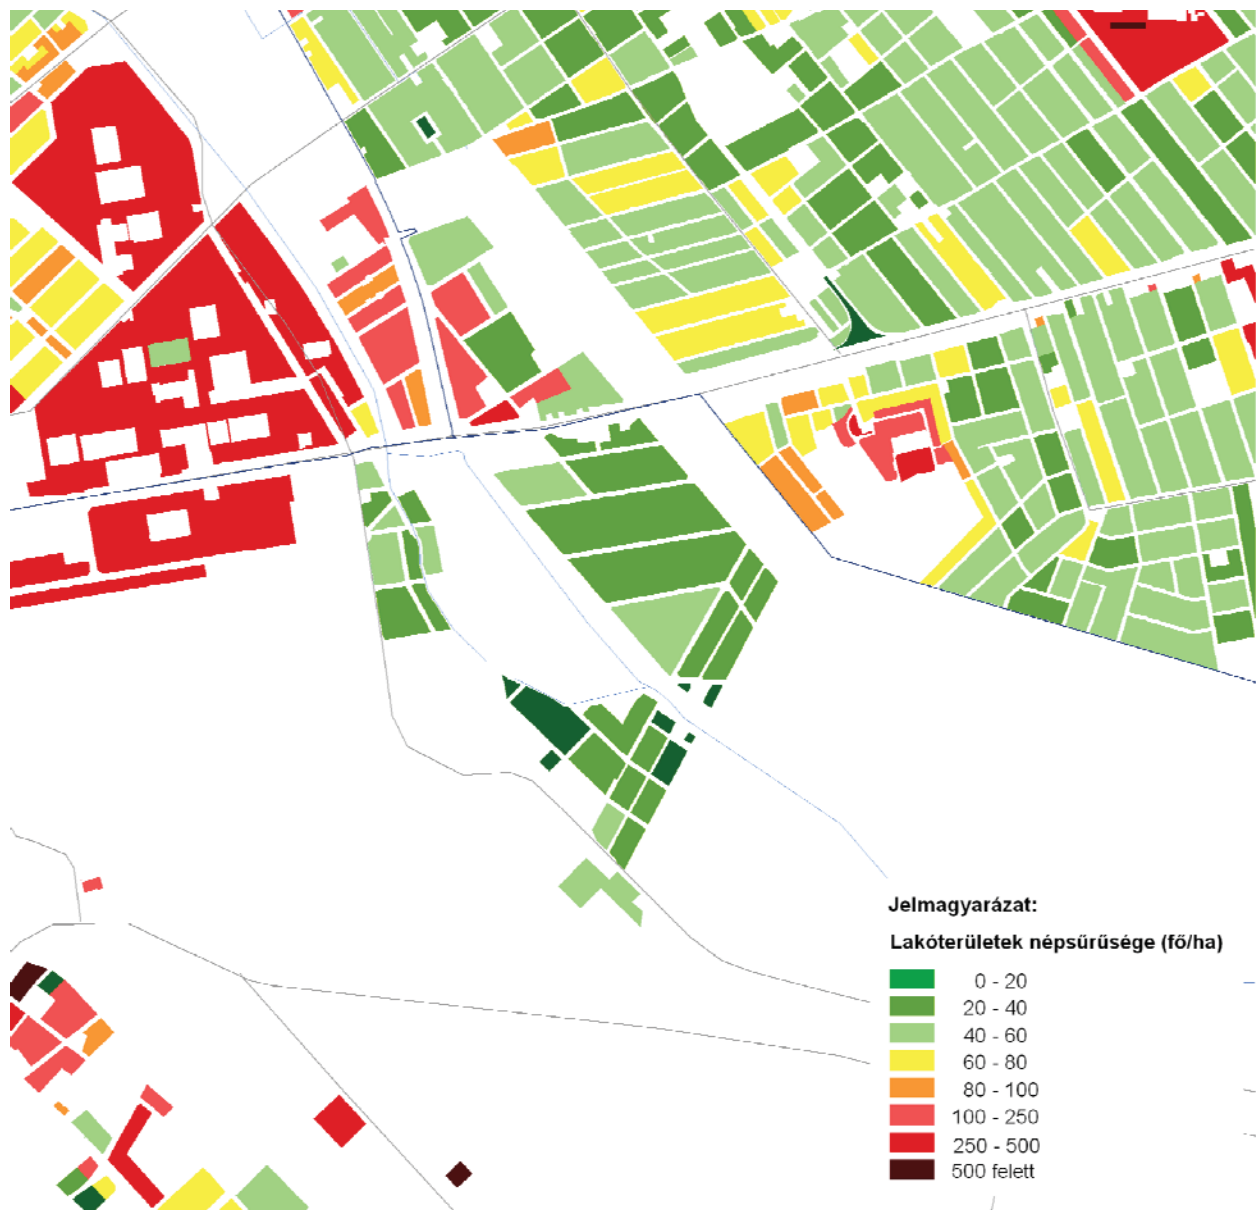 Jelmagyarázat:
Lakóterületek népsűrűsége (fő/ha)
0 - 20
20 - 40
40 - 60
60 - 80
80 - 100
100 - 250
250 - 500
500 felett